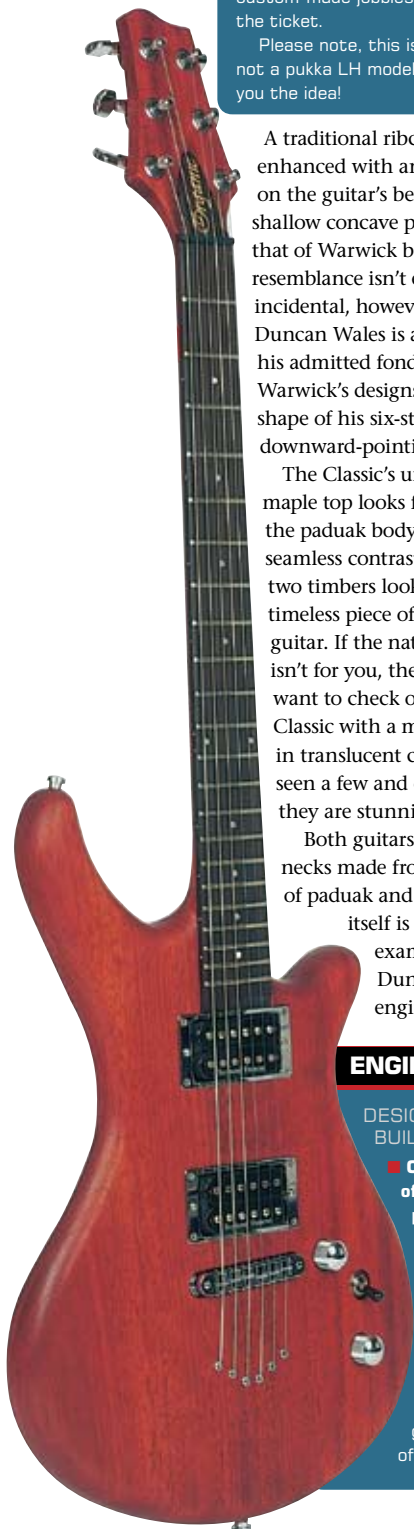 the ticket.
Please note, this is
not a pukka LH model
you the idea!
A traditional ribc
enhanced with an
on the guitar's be
shallow concave p
that of Warwick b
resemblance isn't o
incidental, howev
Duncan Wales is a
his admitted fond
Warwick's designs
shape of his six-st
downward-pointi
The Classic's u
maple top looks f
the paduak body
seamless contras
two timbers look
timeless piece of
guitar. If the nat
isn't for you, the
want to check o
Classic with a m
in translucent c
seen a few and
they are stunni
Both guitars
necks made fro
of paduak and
itself is
exam
Dun
engi
ENGI
DESIG
BUIL
C
of
g
of